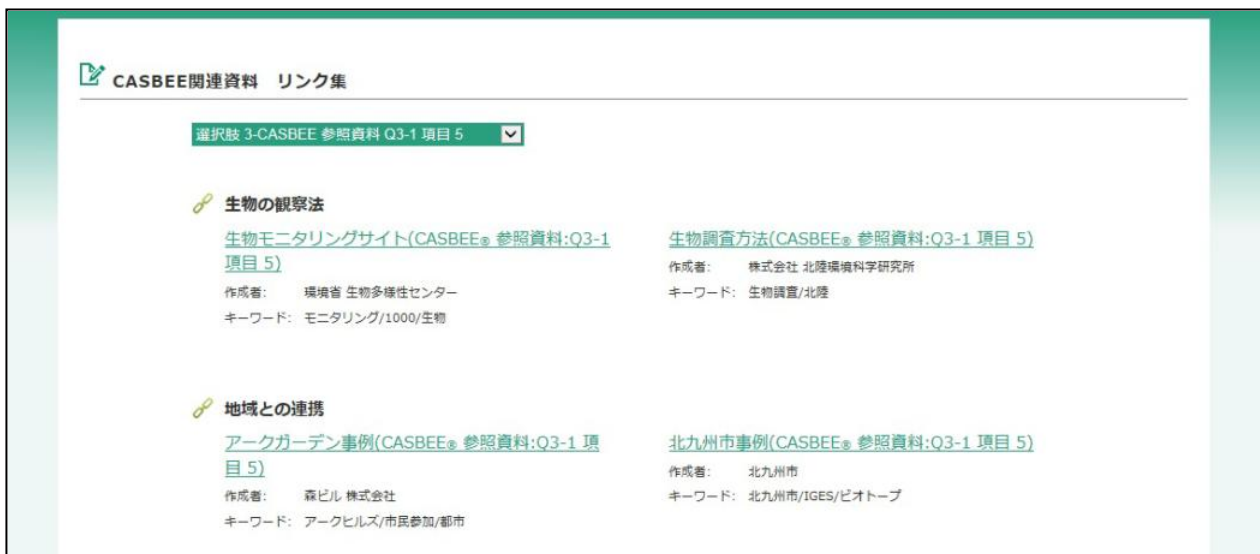 CASBEE関連資料　リンク集
選択肢 3-CASBEE 参照資料 Q3-1 項目 5
生物の観察法
生物モニタリングサイト(CASBEE® 参照資料:Q3-1
項目 5)
作成者:　環境省 生物多様性センター
キーワード:　モニタリング/1000/生物
生物調査方法(CASBEE® 参照資料:Q3-1 項目 5)
作成者:　株式会社 北陸環境科学研究所
キーワード:　生物調査/北陸
地域との連携
アークガーデン事例(CASBEE® 参照資料:Q3-1 項
目 5)
作成者:　森ビル 株式会社
キーワード:　アークヒルズ/市民参加/都市
北九州市事例(CASBEE® 参照資料:Q3-1 項目 5)
作成者:　北九州市
キーワード:　北九州市/IGES/ビオトープ